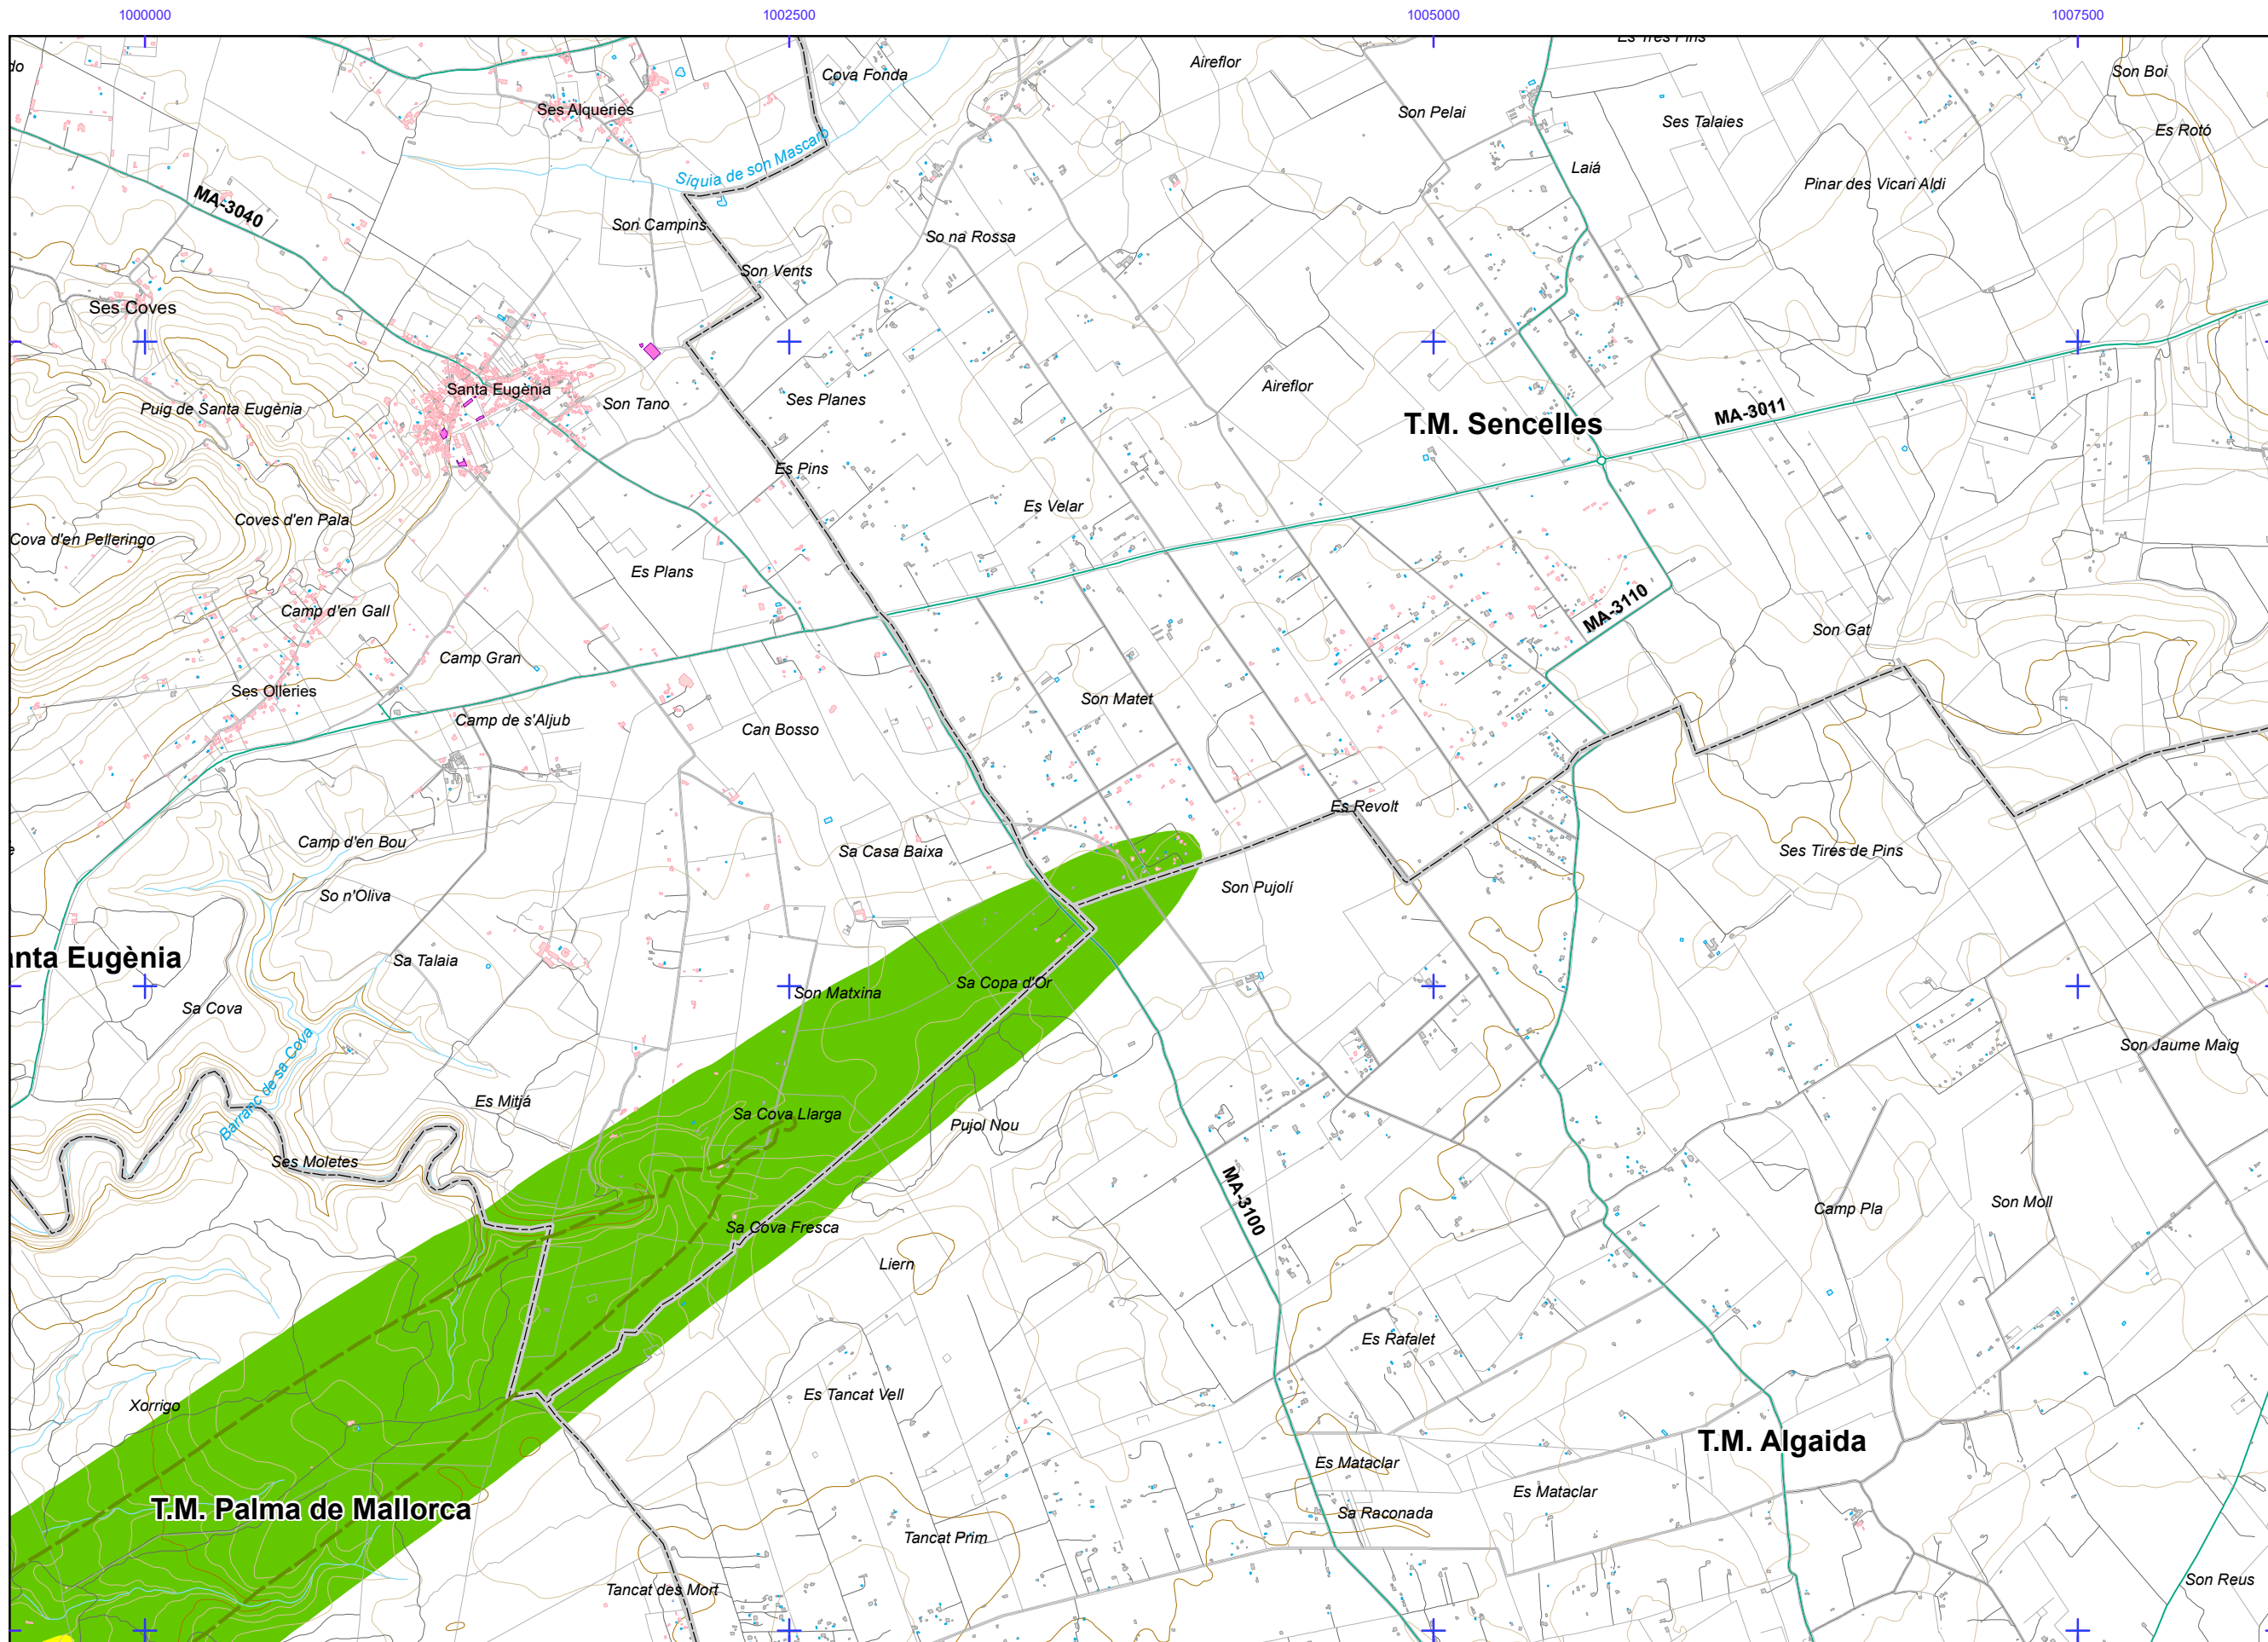 1000000
1002500
1005000
1007500
do
Cova Fonda
Aireflor
Es Tres Pins
Son Boi
Ses Alqueries
Son Pelai
Ses Talaies
Es Rotó
Síquia de son Mascaró
Laiá
Pinar des Vicari Aldi
MA-3040
Son Campins
So na Rossa
Son Vents
Ses Coves
Santa Eugènia
Puig de Santa Eugènia
Son Tano
Ses Planes
Aireflor
T.M. Sencelles
MA-3011
Es Pins
Es Velar
Coves d'en Pala
Cova d'en Pelleringo
Es Plans
Camp d'en Gall
MA-3110
Son Gat
Camp Gran
Ses Olleries
Son Matet
Camp de s'Aljub
Can Bosso
Es Revolt
Camp d'en Bou
Sa Casa Baixa
Ses Tires de Pins
e
So n'Oliva
Son Pujolí
anta Eugènia
Sa Talaia
Sa Copa d'Or
Son Matxina
Sa Cova
Barranc de sa Cova
Son Jaume Maig
Es Mitjá
Sa Cova Llarga
Pujol Nou
Ses Moletes
MA-3100
Camp Pla
Son Moll
Sa Cova Fresca
Liern
Es Rafalet
Xorrigo
Es Tancat Vell
T.M. Algaida
Es Mataclar
Es Mataclar
T.M. Palma de Mallorca
Sa Raconada
Tancat Prim
Tancat des Mort
Son Reus